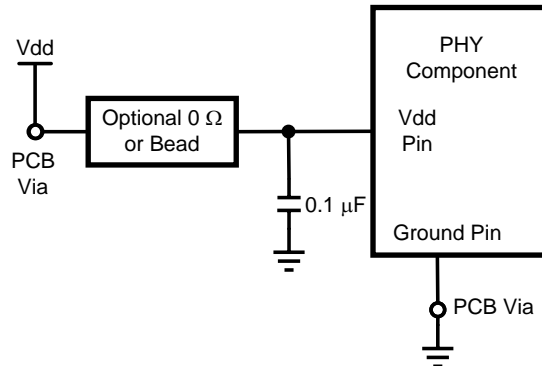 Vdd
PCB
Via
Optional 0 Ω
or Bead
0.1 μF
PHY
Component
Vdd
Pin
Ground Pin
PCB Via